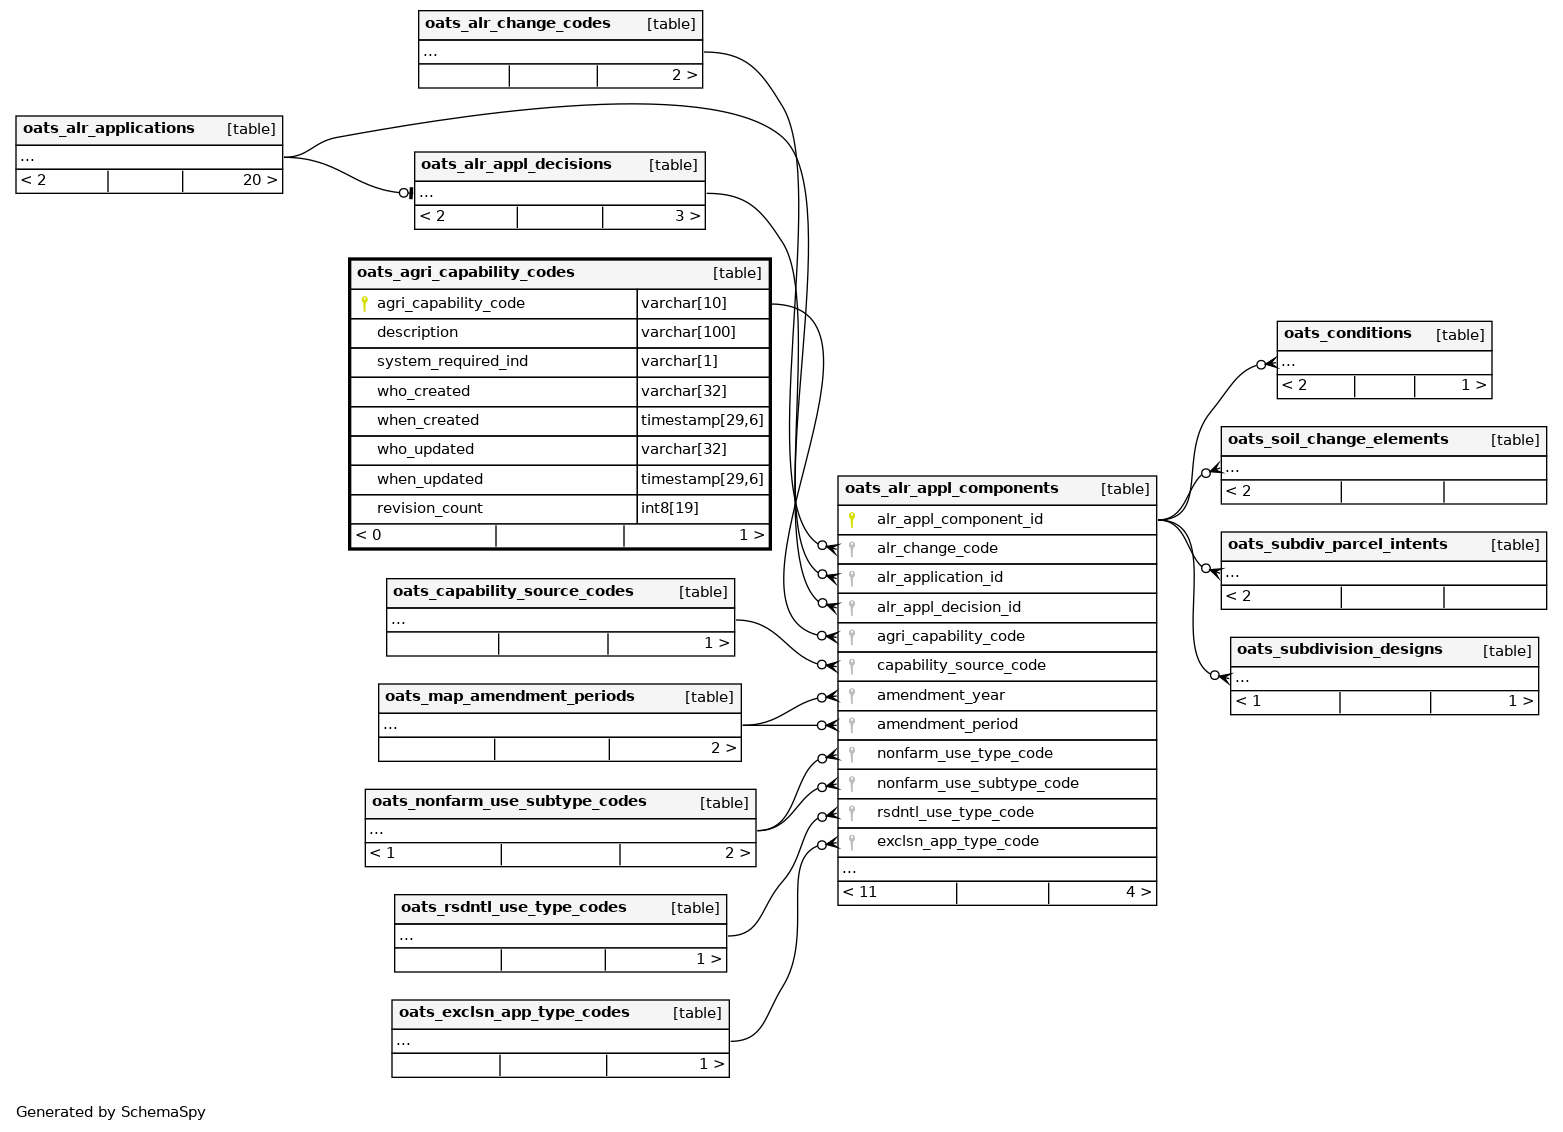 oats_alr_change_codes [table]
...
2 >
oats_alr_applications [table]
...
< 2 20 >
oats_alr_appl_decisions [table]
...
< 2 3 >
oats_agri_capability_codes [table]
agri_capability_code varchar[10]
description varchar[100]
system_required_ind varchar[1]
who_created varchar[32]
when_created timestamp[29,6]
who_updated varchar[32]
when_updated timestamp[29,6]
revision_count int8[19]
< 0 1 >
oats_capability_source_codes [table]
...
1 >
oats_map_amendment_periods [table]
...
2 >
oats_nonfarm_use_subtype_codes [table]
...
< 1 2 >
oats_rsdntl_use_type_codes [table]
...
1 >
oats_exclsn_app_type_codes [table]
...
1 >
oats_alr_appl_components [table]
alr_appl_component_id
alr_change_code
alr_application_id
alr_appl_decision_id
agri_capability_code
capability_source_code
amendment_year
amendment_period
nonfarm_use_type_code
nonfarm_use_subtype_code
rsdntl_use_type_code
exclsn_app_type_code
...
< 11 4 >
oats_conditions [table]
...
< 2 1 >
oats_soil_change_elements [table]
...
< 2
oats_subdiv_parcel_intents [table]
...
< 2
oats_subdivision_designs [table]
...
< 1 1 >
Generated by SchemaSpy